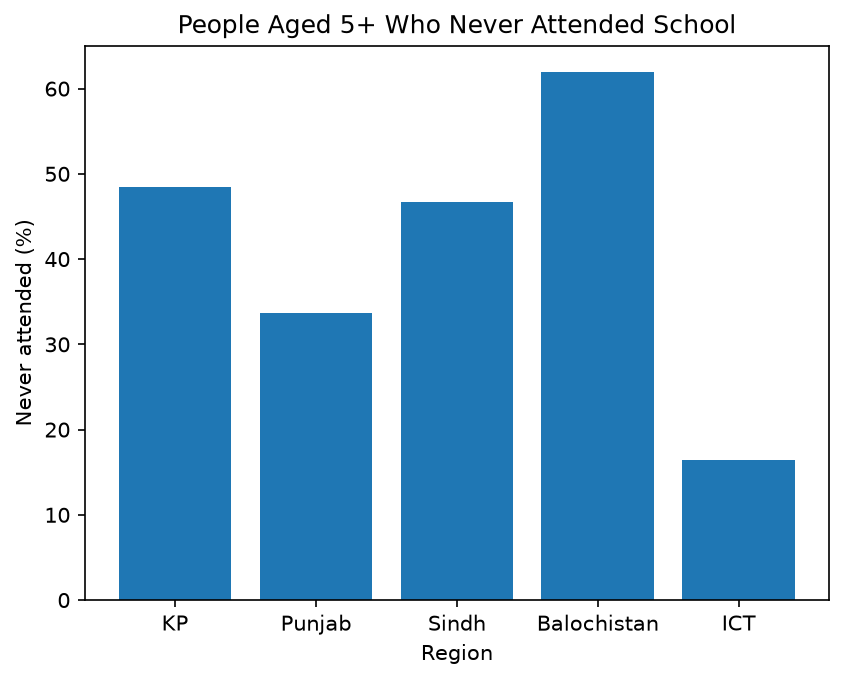 People Aged 5+ Who Never Attended School
Never attended (%)
60
50
40
30
20
10
0
KP Punjab Sindh Balochistan ICT
Region